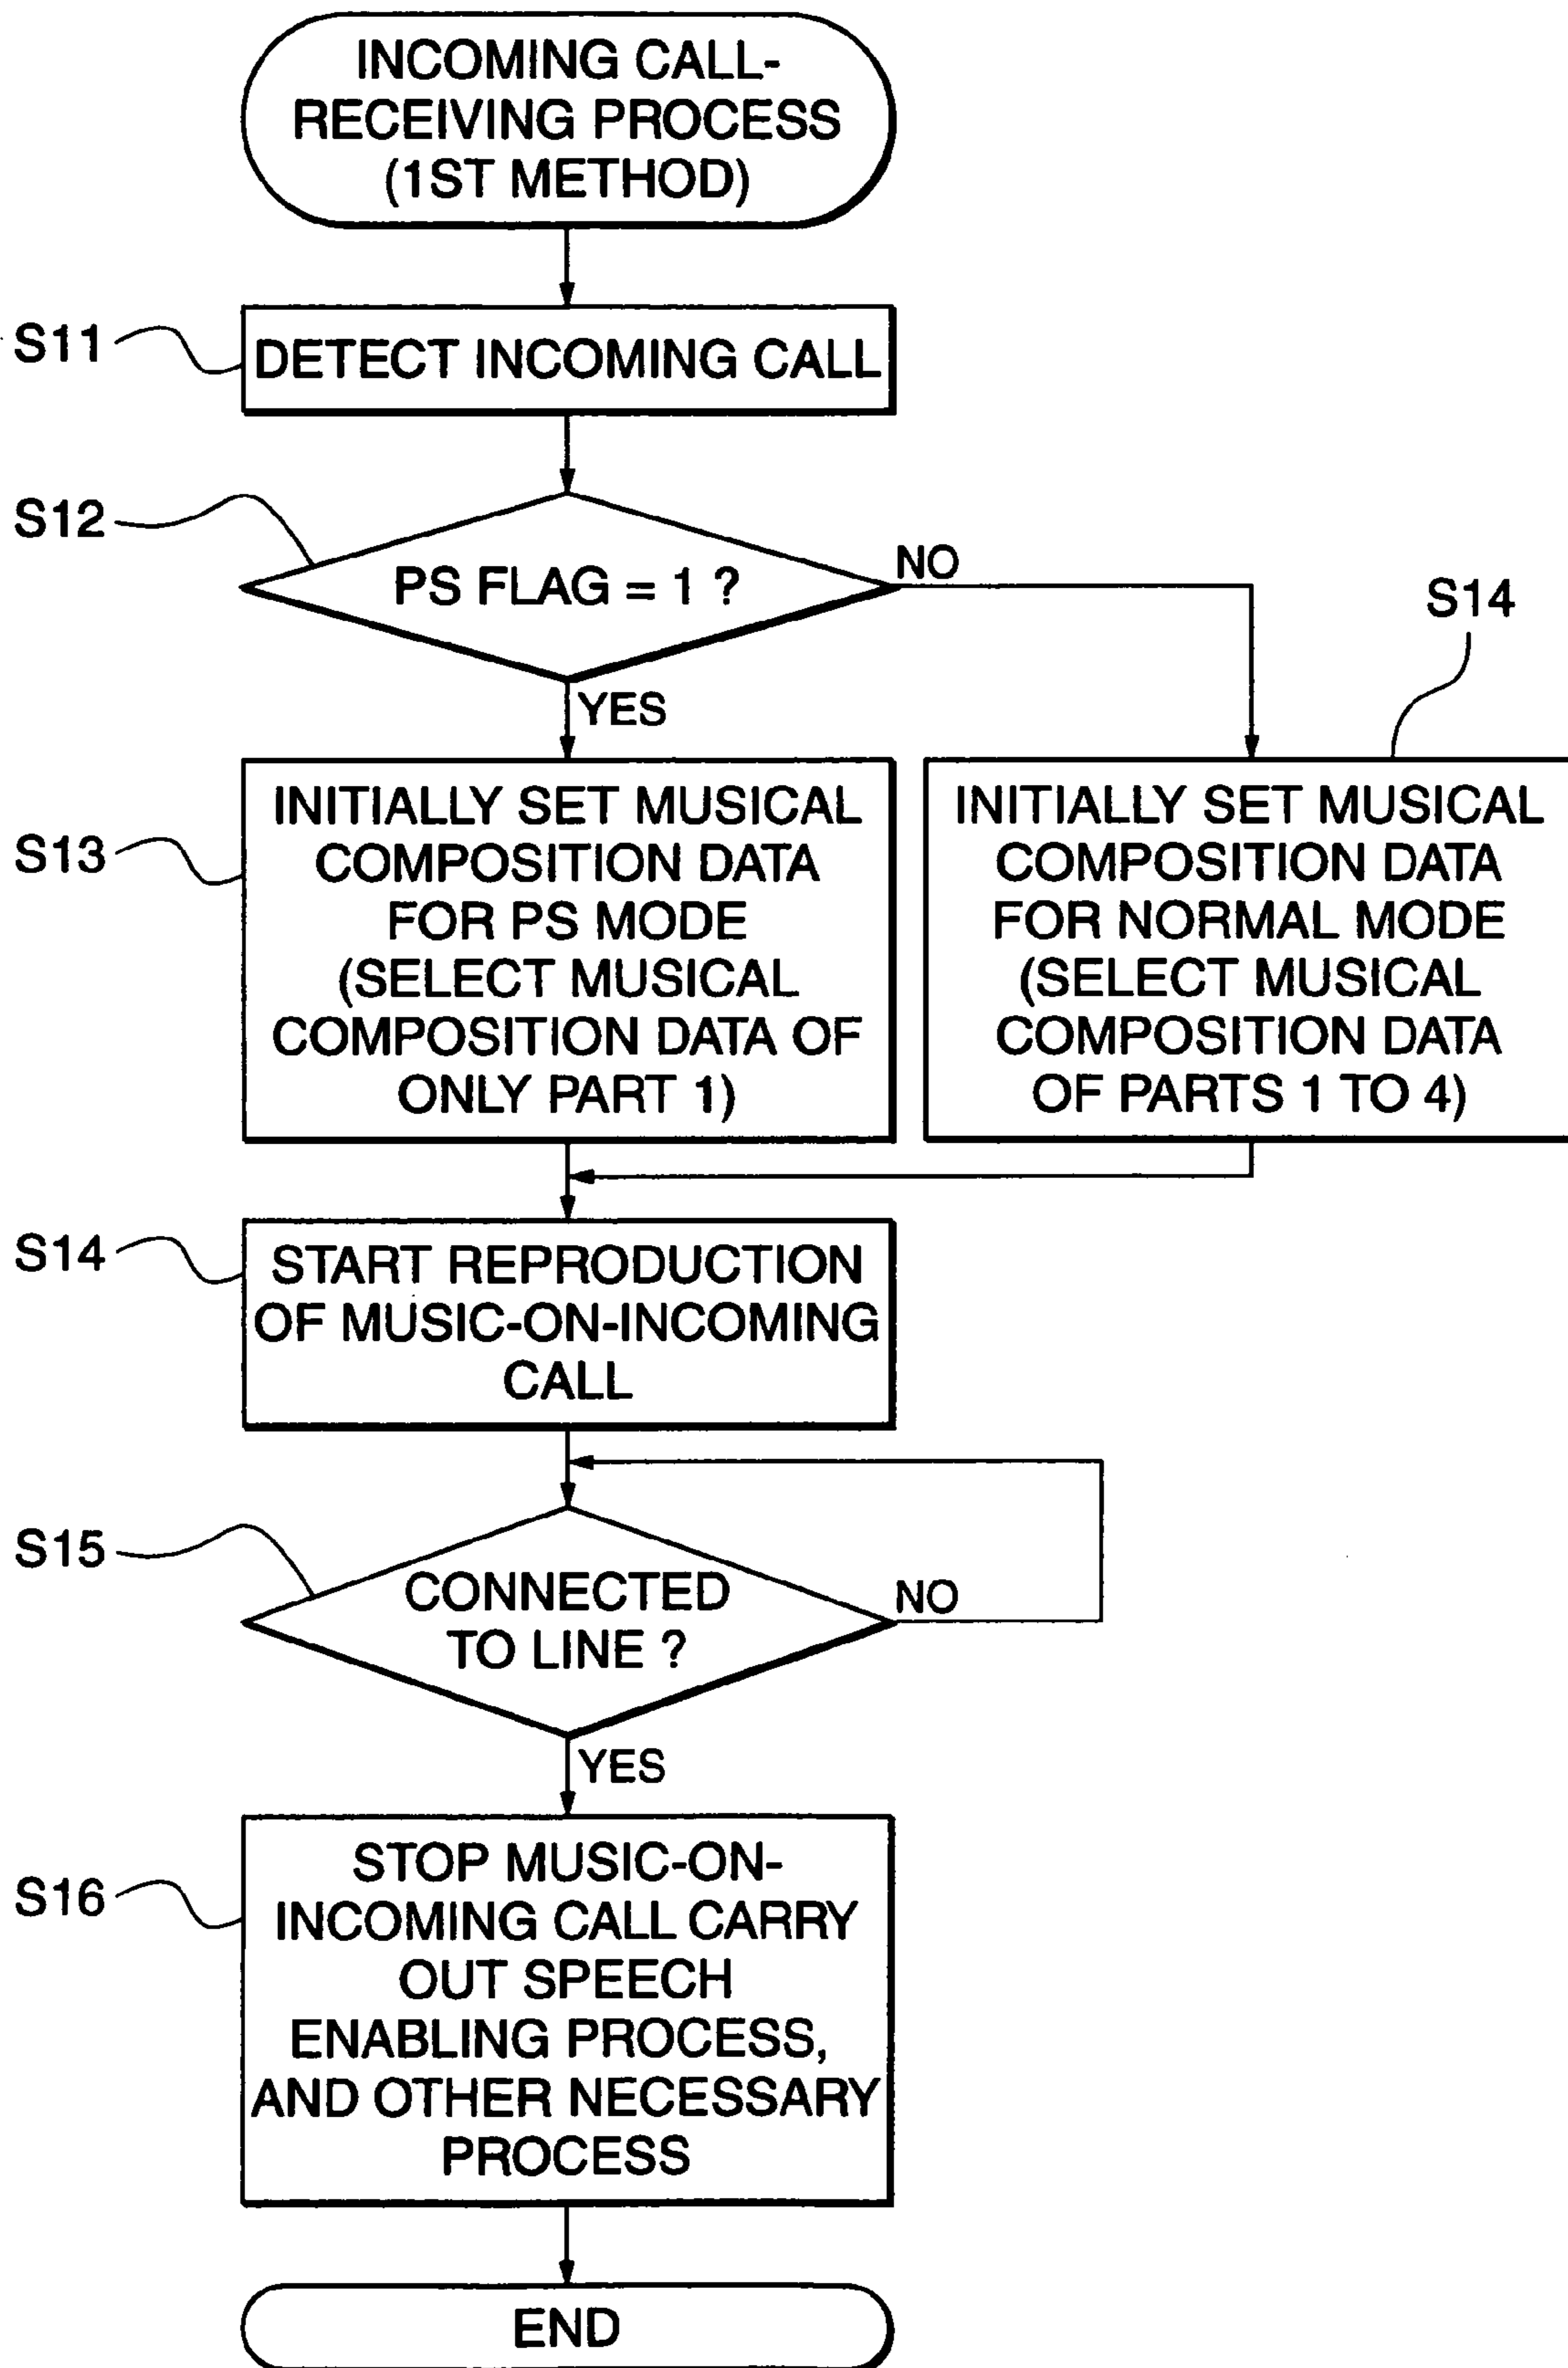 INCOMING CALL-
RECEIVING PROCESS
(1ST METHOD)
S11
DETECT INCOMING CALL
S12
PS FLAG = 1 ?
NO
YES
S13
INITIALLY SET MUSICAL
COMPOSITION DATA
FOR PS MODE
(SELECT MUSICAL
COMPOSITION DATA OF
ONLY PART 1)
S14
INITIALLY SET MUSICAL
COMPOSITION DATA
FOR NORMAL MODE
(SELECT MUSICAL
COMPOSITION DATA
OF PARTS 1 TO 4)
S14
START REPRODUCTION
OF MUSIC-ON-INCOMING
CALL
S15
CONNECTED
TO LINE ?
NO
YES
S16
STOP MUSIC-ON-
INCOMING CALL CARRY
OUT SPEECH
ENABLING PROCESS,
AND OTHER NECESSARY
PROCESS
END